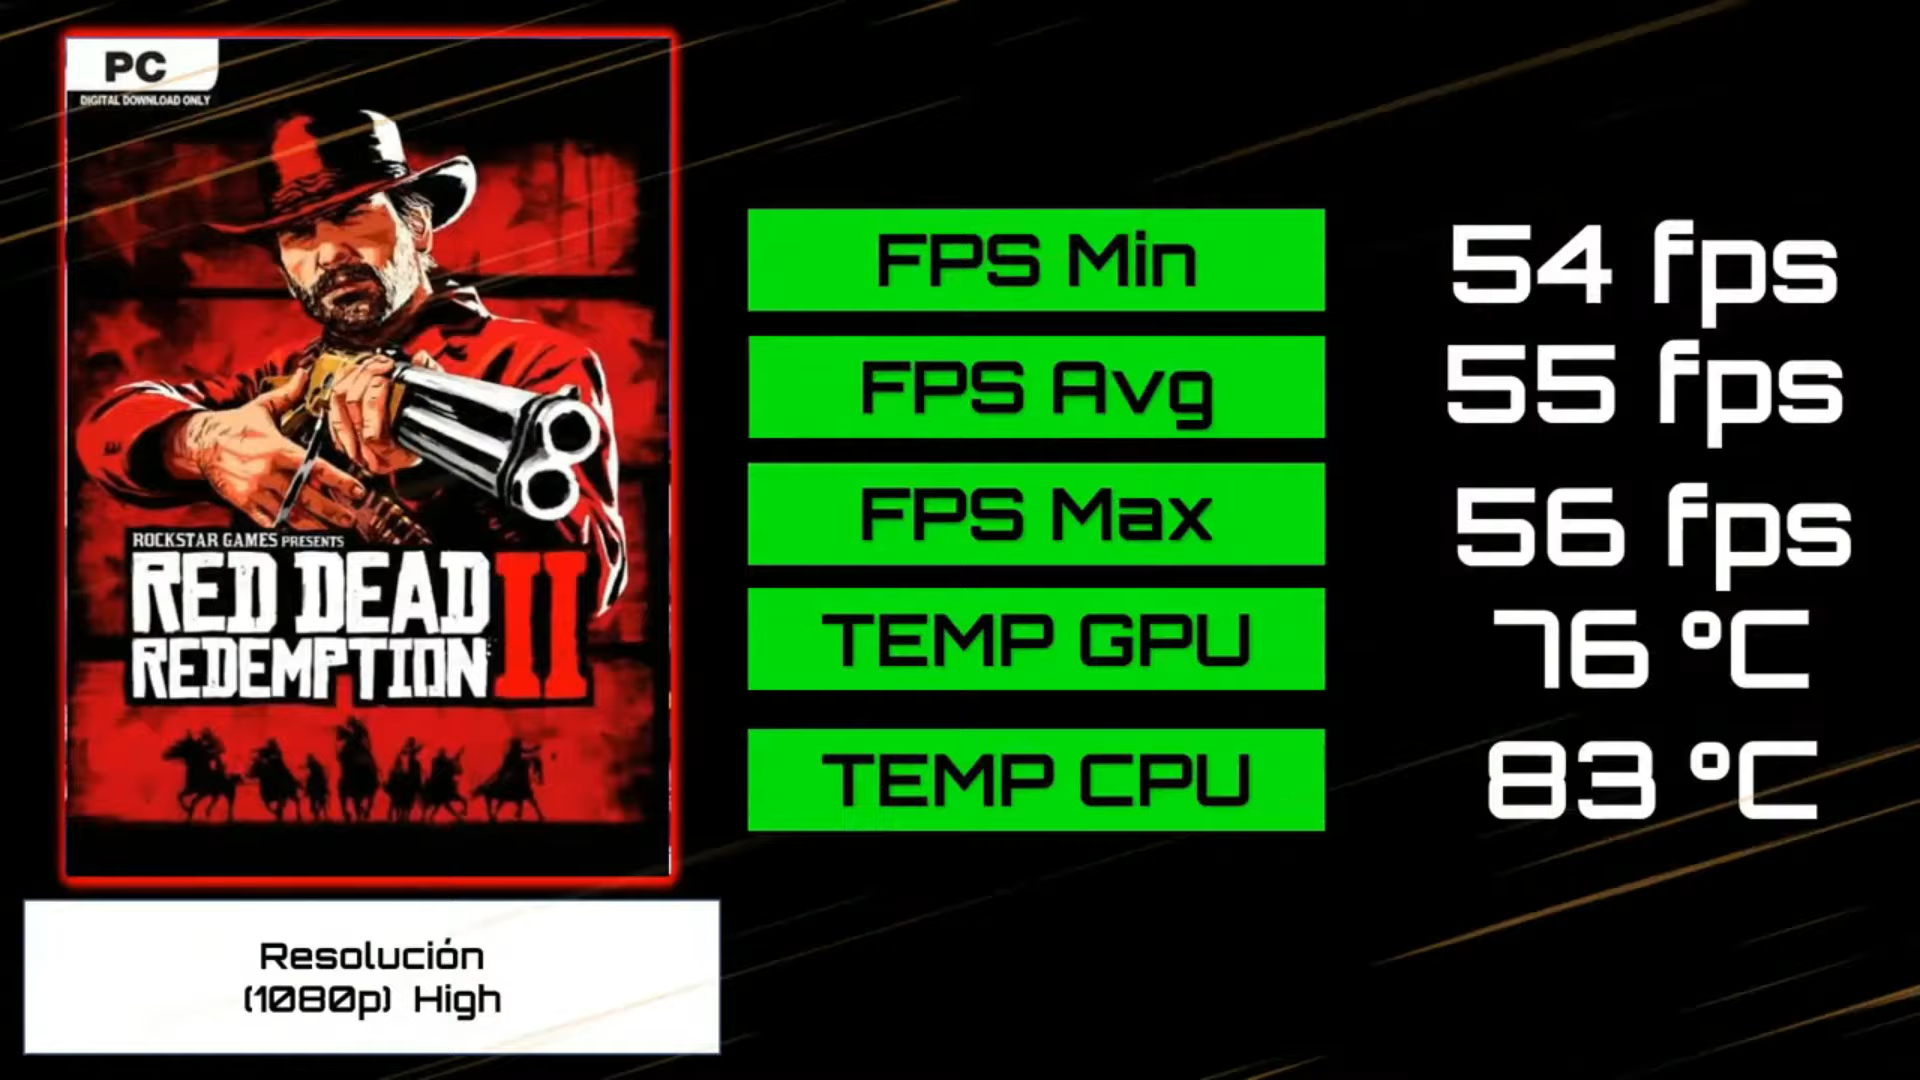 PC
DIGITAL DOWNLOAD ONLY
ROCKSTAR GAMES PRESENTS
RED DEAD
REDEMPTION II
Resolución
(1080p) High
FPS Min 54 fps
FPS Avg 55 fps
FPS Max 56 fps
TEMP GPU 76 °C
TEMP CPU 83 °C